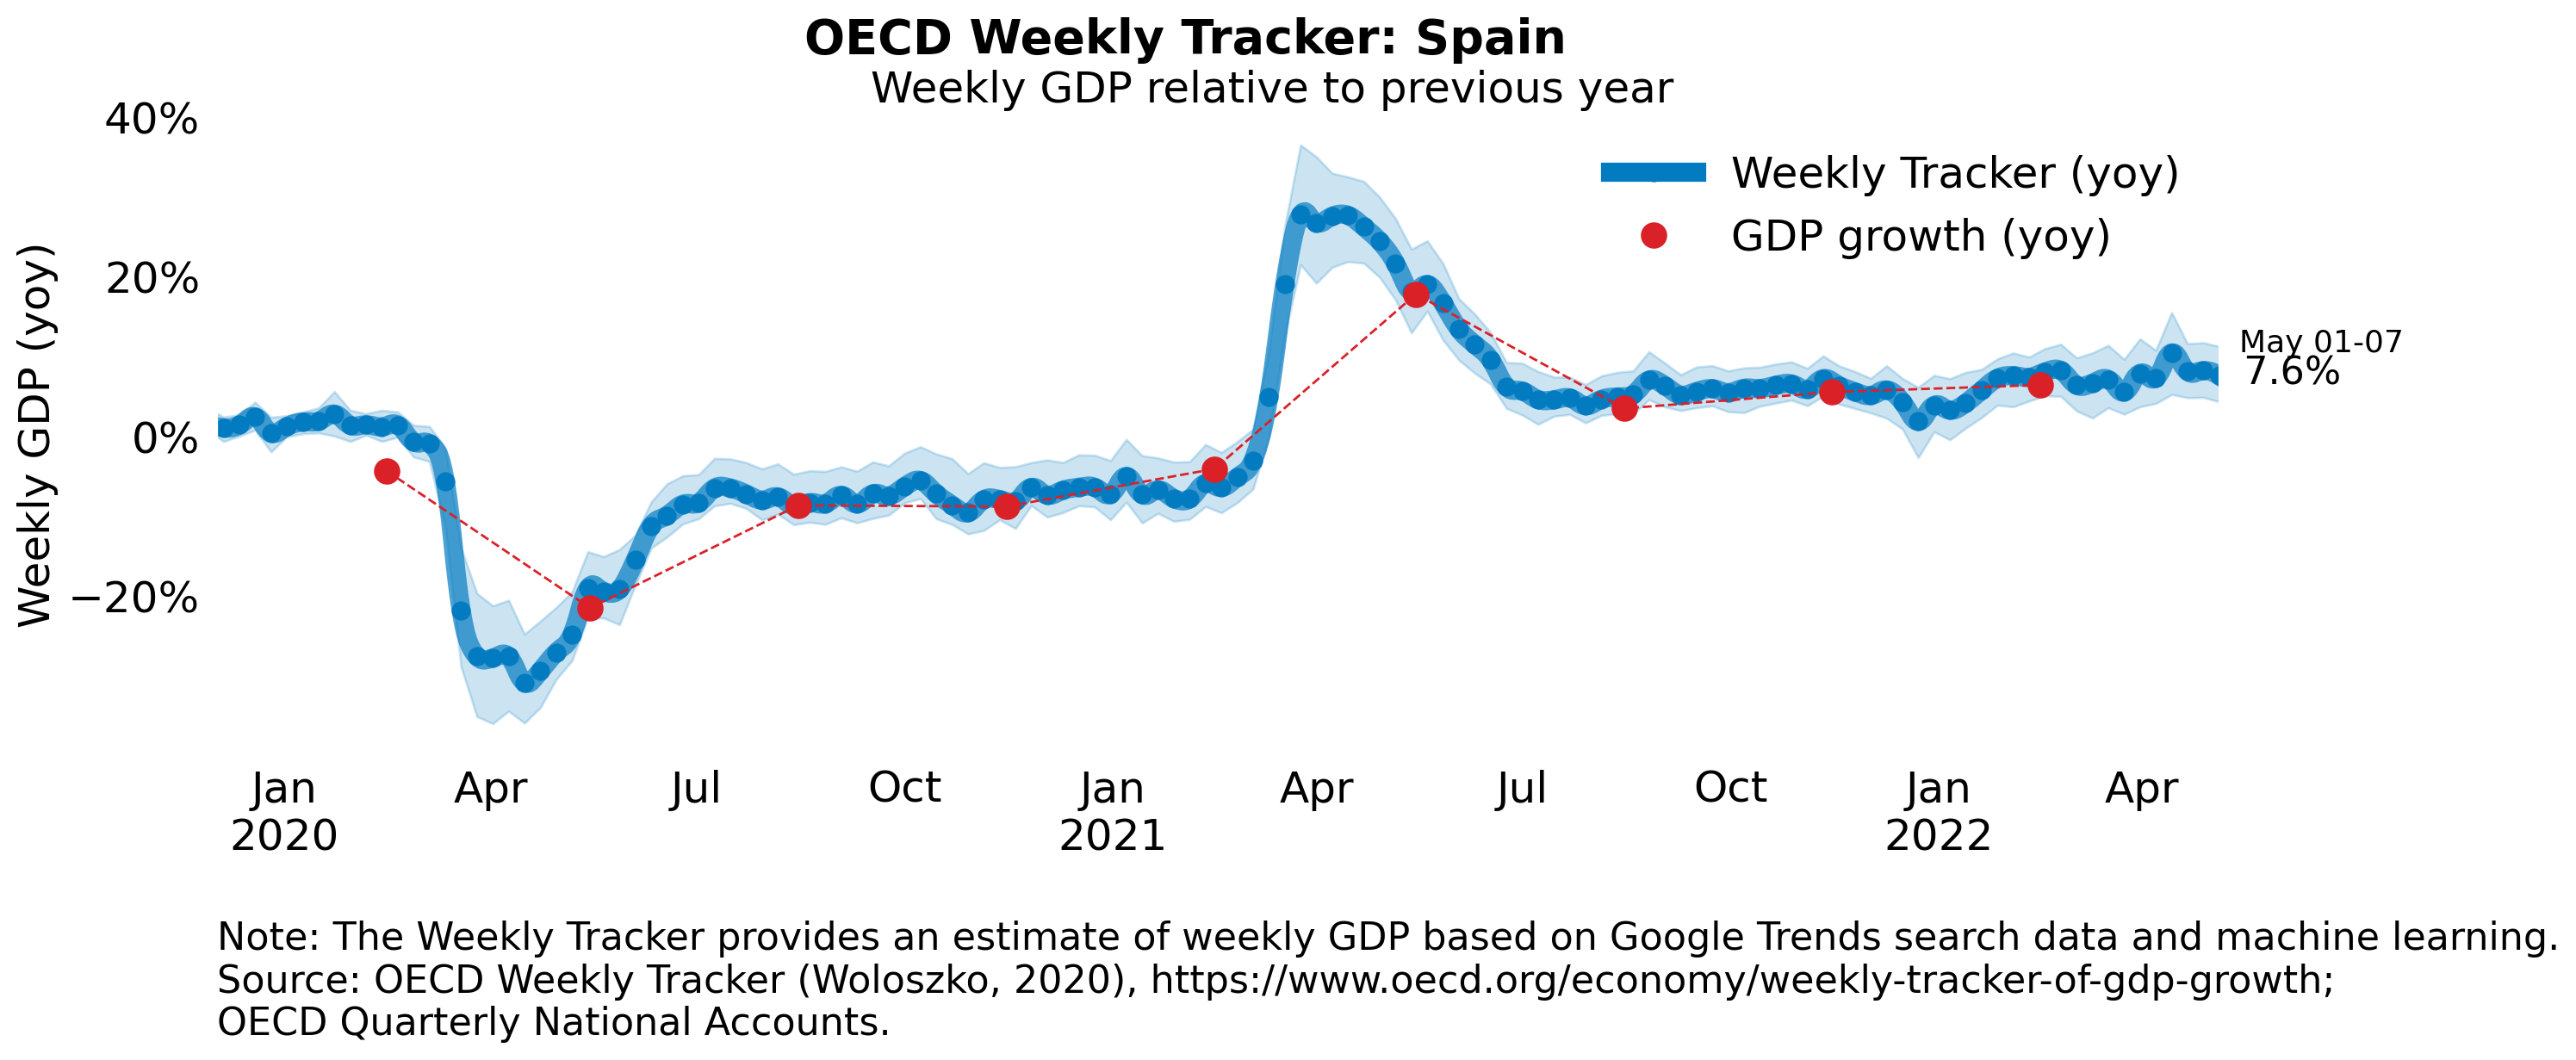 OECD Weekly Tracker: Spain
Weekly GDP relative to previous year
Weekly GDP (yoy)
40%
20%
0%
−20%
Weekly Tracker (yoy)
GDP growth (yoy)
May 01-07
7.6%
Jan Apr Jul Oct Jan Apr Jul Oct Jan Apr
2020 2021 2022
Note: The Weekly Tracker provides an estimate of weekly GDP based on Google Trends search data and machine learning.
Source: OECD Weekly Tracker (Woloszko, 2020), https://www.oecd.org/economy/weekly-tracker-of-gdp-growth;
OECD Quarterly National Accounts.